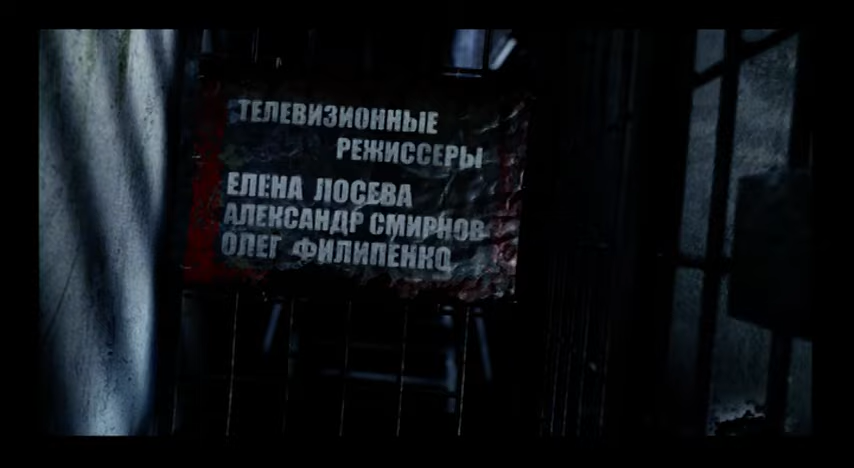 ТЕЛЕВИЗИОННЫЕ
РЕЖИССЕРЫ
ЕЛЕНА ЛОСЕВА
АЛЕКСАНДР СМИРНОВ
ОЛЕГ ФИЛИПЕНКО